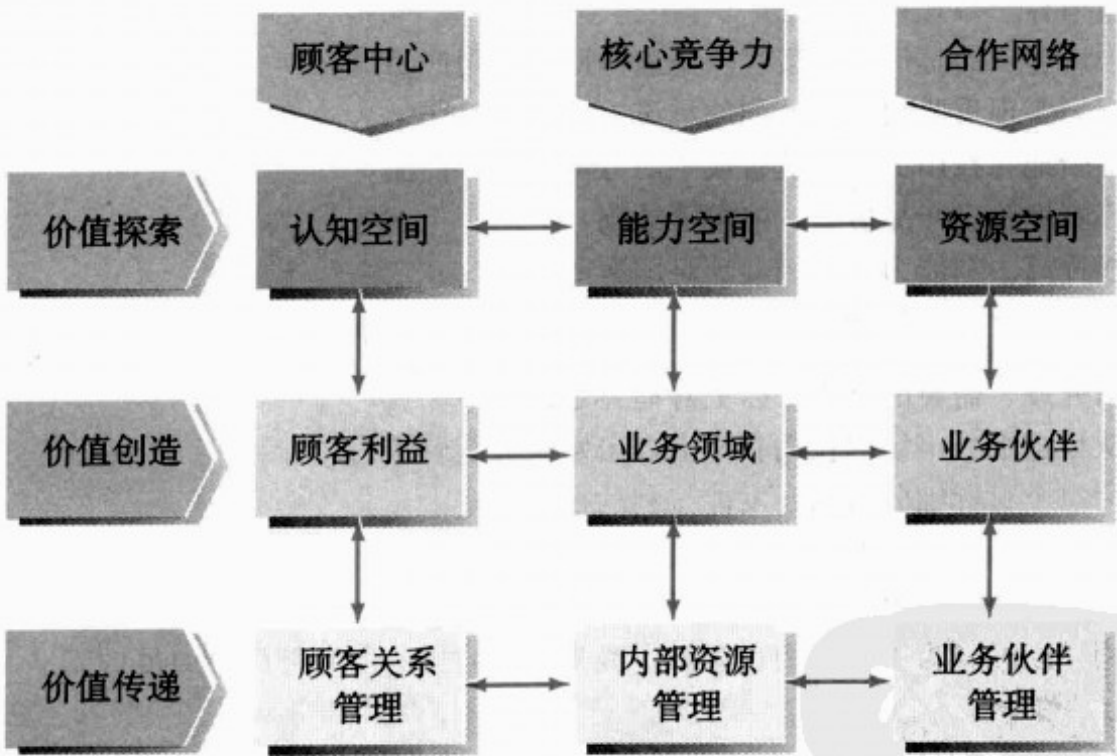 顾客中心
核心竞争力
合作网络
价值探索
认知空间
能力空间
资源空间
价值创造
顾客利益
业务领域
业务伙伴
价值传递
顾客关系
管理
内部资源
管理
业务伙伴
管理